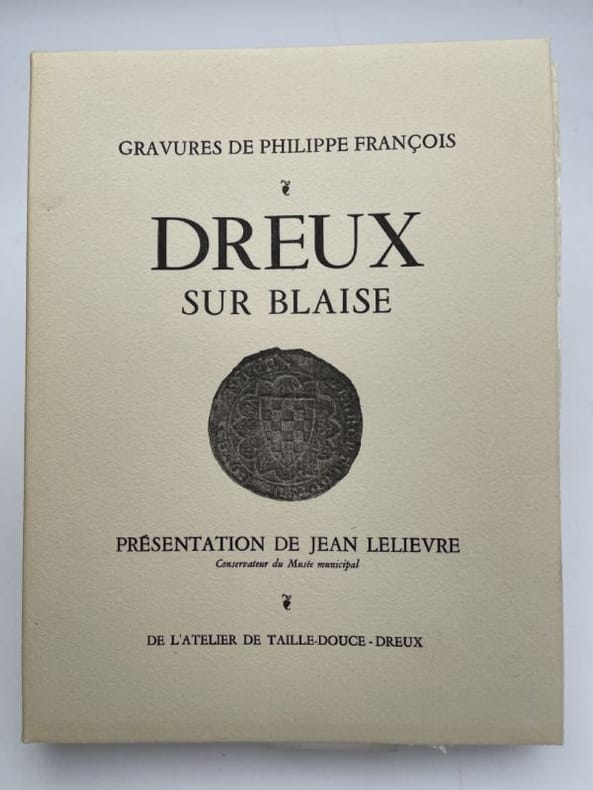 GRAVURES DE PHILIPPE FRANÇOIS
DREUX
SUR BLAISE
PRÉSENTATION DE JEAN LELIEVRE
Conservateur du Musée municipal
DE L'ATELIER DE TAILLE-DOUCE - DREUX